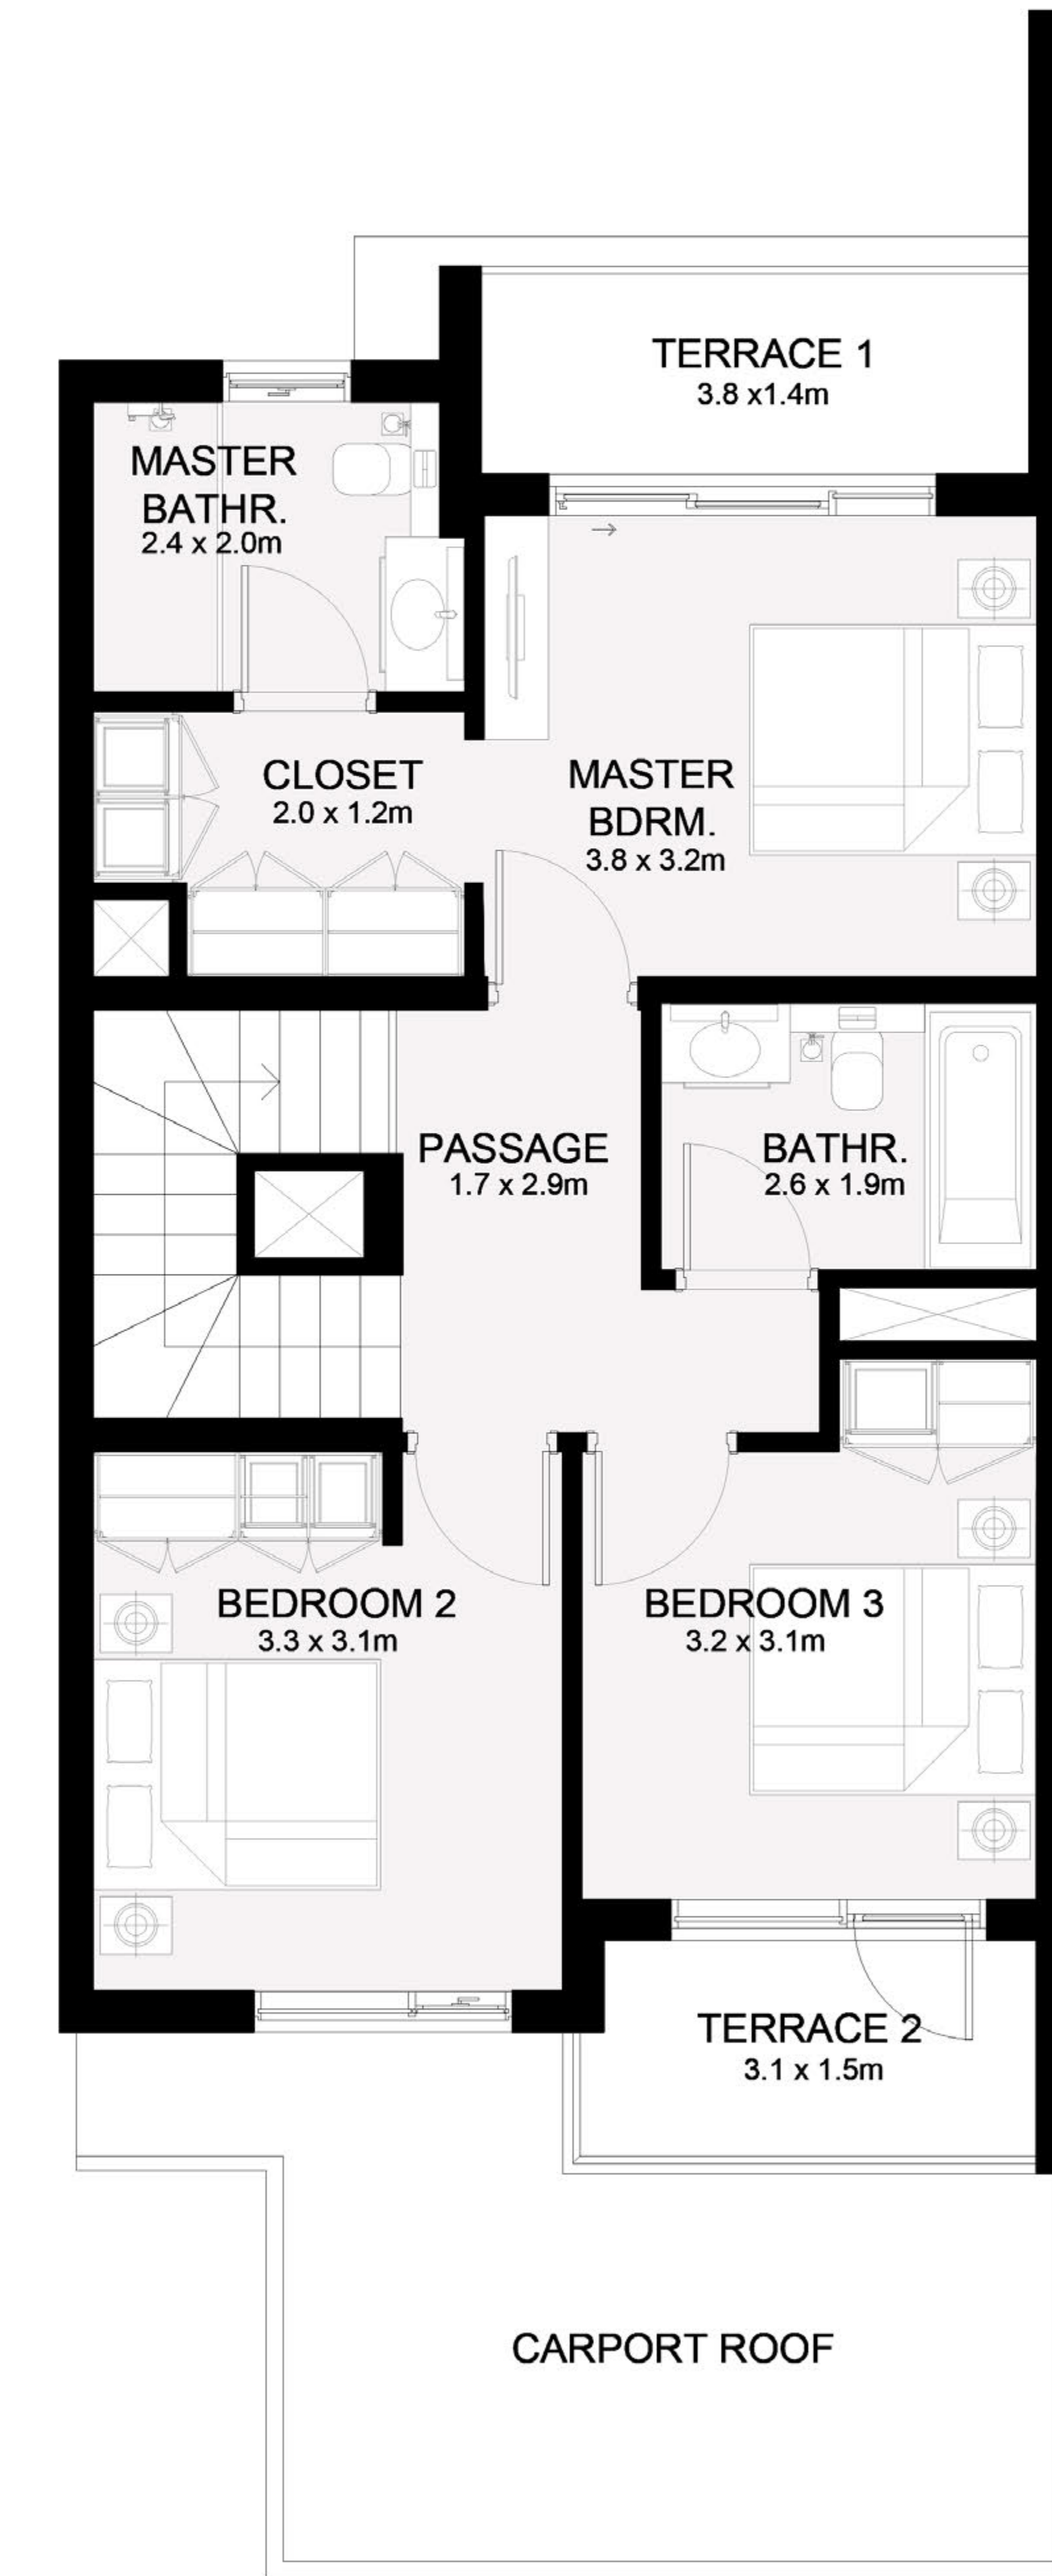 TERRACE 1
3.8 x1.4m
MASTER
BATHR.
2.4 x 2.0m
CLOSET
2.0 x 1.2m
MASTER
BDRM.
3.8 x 3.2m
PASSAGE
1.7 x 2.9m
BATHR.
2.6 x 1.9m
BEDROOM 2
3.3 x 3.1m
BEDROOM 3
3.2 x 3.1m
TERRACE 2
3.1 x 1.5m
CARPORT ROOF